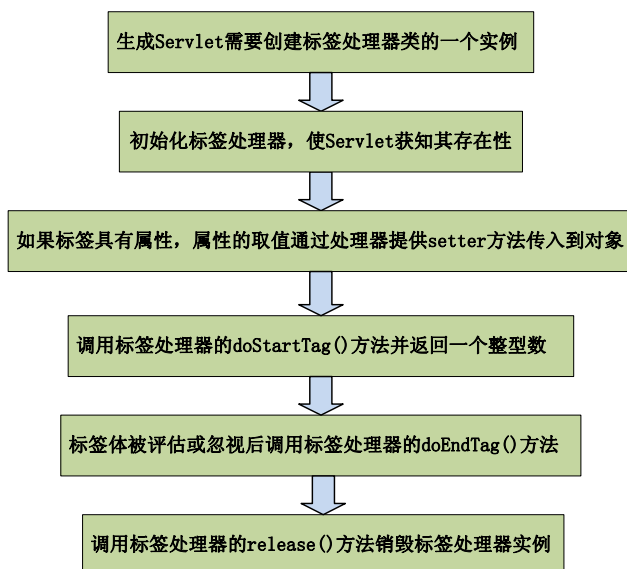 生成Servlet需要创建标签处理器类的一个实例
初始化标签处理器，使Servlet获知其存在性
如果标签具有属性，属性的取值通过处理器提供setter方法传入到对象
调用标签处理器的doStartTag()方法并返回一个整型数
标签体被评估或忽视后调用标签处理器的doEndTag()方法
调用标签处理器的release()方法销毁标签处理器实例